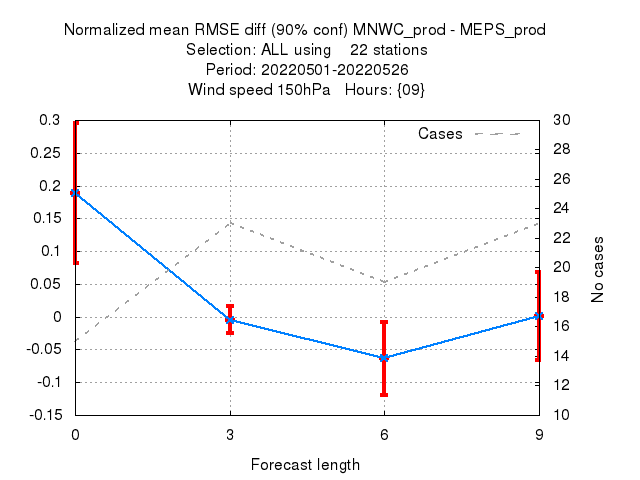 Normalized mean RMSE diff (90% conf) MNWC_prod - MEPS_prod
Selection: ALL using    22 stations
Period: 20220501-20220526
Wind speed 150hPa   Hours: {09}
0.3
0.25
0.2
0.15
0.1
0.05
0
-0.05
-0.1
-0.15
30
28
26
24
22
20
18
16
14
12
10
Cases
No cases
0 3 6 9
Forecast length